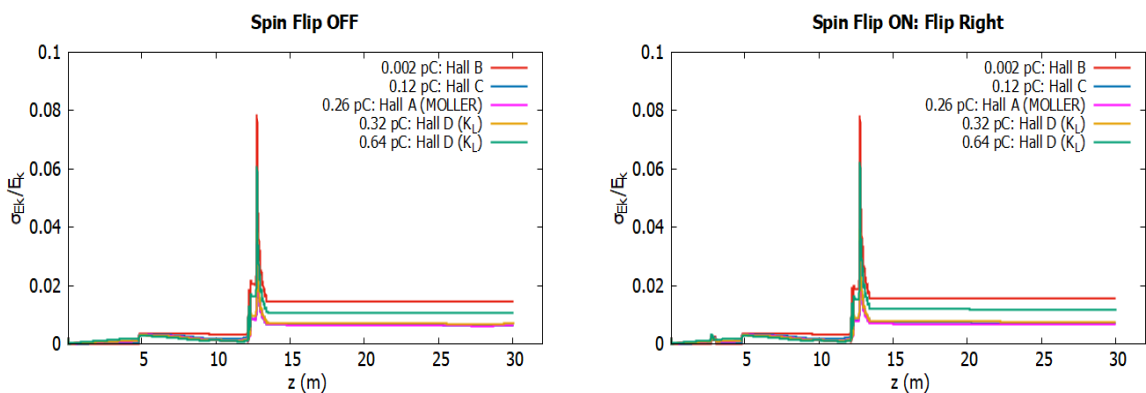 Spin Flip OFF
0.1
0.08
0.06
0.04
0.02
0
σEk/Ek
0.002 pC: Hall B
0.12 pC: Hall C
0.26 pC: Hall A (MOLLER)
0.32 pC: Hall D (KL)
0.64 pC: Hall D (KL)
5 10 15 20 25 30
z (m)
Spin Flip ON: Flip Right
0.1
0.08
0.06
0.04
0.02
0
σEk/Ek
0.002 pC: Hall B
0.12 pC: Hall C
0.26 pC: Hall A (MOLLER)
0.32 pC: Hall D (KL)
0.64 pC: Hall D (KL)
5 10 15 20 25 30
z (m)